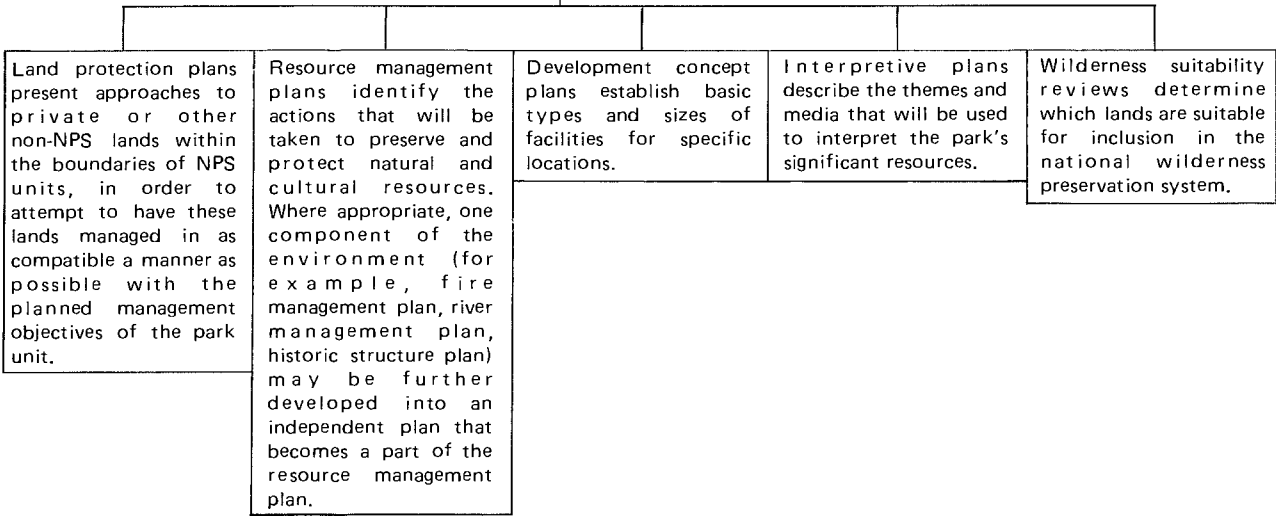 Land protection plans
present approaches to
private or other
non-NPS lands within
the boundaries of NPS
units, in order to
attempt to have these
lands managed in as
compatible a manner as
possible with the
planned management
objectives of the park
unit.
Resource management
plans identify the
actions that will be
taken to preserve and
protect natural and
cultural resources.
Where appropriate, one
component of the
environment (for
example, fire
management plan, river
management plan,
historic structure plan)
may be further
developed into an
independent plan that
becomes a part of the
resource management
plan.
Development concept
plans establish basic
types and sizes of
facilities for specific
locations.
Interpretive plans
describe the themes and
media that will be used
to interpret the park's
significant resources.
Wilderness suitability
reviews determine
which lands are suitable
for inclusion in the
national wilderness
preservation system.